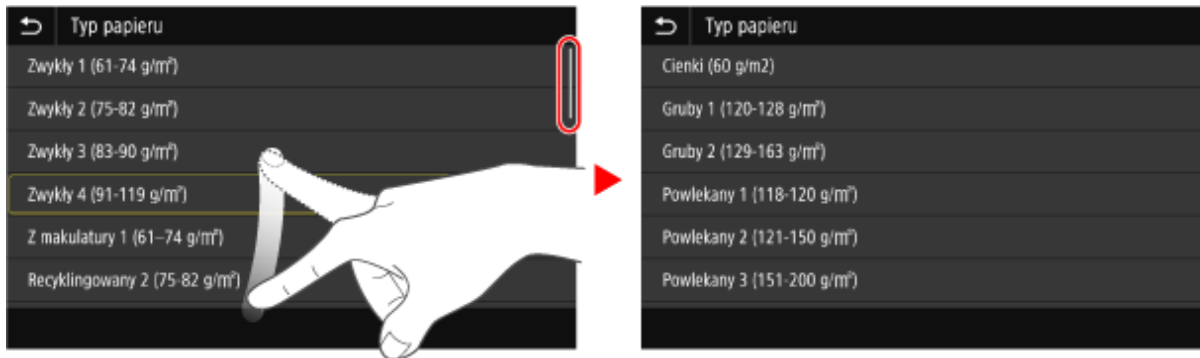 Typ papieru
Zwykły 1 (61-74 g/m²)
Zwykły 2 (75-82 g/m²)
Zwykły 3 (83-90 g/m²)
Zwykły 4 (91-119 g/m²)
Z makulatury 1 (61–74 g/m²)
Recyklingowany 2 (75-82 g/m²)
Typ papieru
Cienki (60 g/m2)
Gruby 1 (120-128 g/m²)
Gruby 2 (129-163 g/m²)
Powlekany 1 (118-120 g/m²)
Powlekany 2 (121-150 g/m²)
Powlekany 3 (151-200 g/m²)